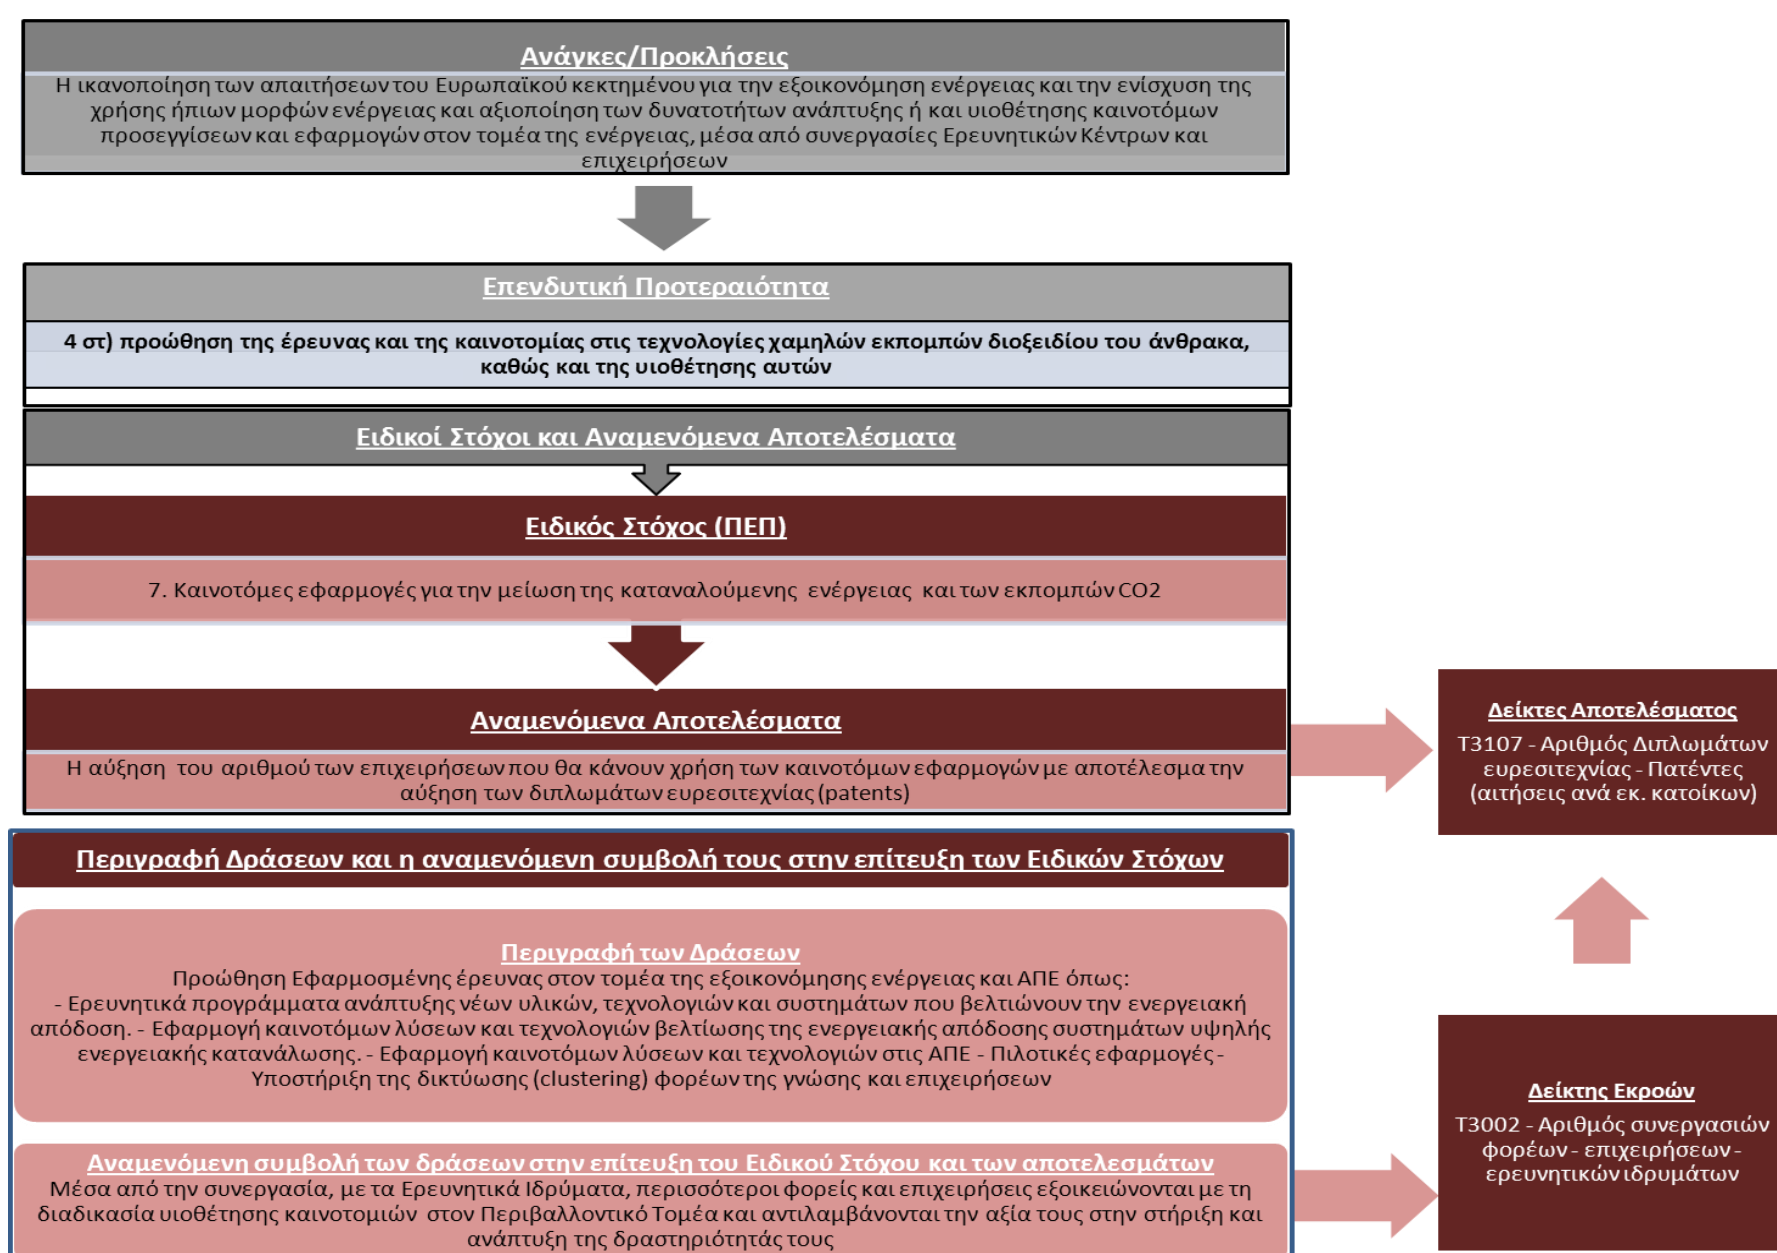 Ανάγκες/Προκλήσεις
Η ικανοποίηση των απαιτήσεων του Ευρωπαϊκού κεκτημένου για την εξοικονόμηση ενέργειας και την ενίσχυση της
χρήσης ήπιων μορφών ενέργειας και αξιοποίηση των δυνατοτήτων ανάπτυξης ή και υιοθέτησης καινοτόμων
προσεγγίσεων και εφαρμογών στον τομέα της ενέργειας, μέσα από συνεργασίες Ερευνητικών Κέντρων και
επιχειρήσεων
Επενδυτική Προτεραιότητα
4 στ) προώθηση της έρευνας και της καινοτομίας στις τεχνολογίες χαμηλών εκπομπών διοξειδίου του άνθρακα,
καθώς και της υιοθέτησης αυτών
Ειδικοί Στόχοι και Αναμενόμενα Αποτελέσματα
Ειδικός Στόχος (ΠΕΠ)
7. Καινοτόμες εφαρμογές για την μείωση της καταναλούμενης ενέργειας και των εκπομπών CO2
Αναμενόμενα Αποτελέσματα
Η αύξηση του αριθμού των επιχειρήσεων που θα κάνουν χρήση των καινοτόμων εφαρμογών με αποτέλεσμα την
αύξηση των διπλωμάτων ευρεσιτεχνίας (patents)
Δείκτες Αποτελέσματος
Τ3107 - Αριθμός Διπλωμάτων
ευρεσιτεχνίας - Πατέντες
(αιτήσεις ανά εκ. κατοίκων)
Περιγραφή Δράσεων και η αναμενόμενη συμβολή τους στην επίτευξη των Ειδικών Στόχων
Περιγραφή των Δράσεων
Προώθηση Εφαρμοσμένης έρευνας στον τομέα της εξοικονόμησης ενέργειας και ΑΠΕ όπως:
- Ερευνητικά προγράμματα ανάπτυξης νέων υλικών, τεχνολογιών και συστημάτων που βελτιώνουν την ενεργειακή
απόδοση. - Εφαρμογή καινοτόμων λύσεων και τεχνολογιών βελτίωσης της ενεργειακής απόδοσης συστημάτων υψηλής
ενεργειακής κατανάλωσης. - Εφαρμογή καινοτόμων λύσεων και τεχνολογιών στις ΑΠΕ - Πιλοτικές εφαρμογές -
Υποστήριξη της δικτύωσης (clustering) φορέων της γνώσης και επιχειρήσεων
Αναμενόμενη συμβολή των δράσεων στην επίτευξη του Ειδικού Στόχου και των αποτελεσμάτων
Μέσα από την συνεργασία, με τα Ερευνητικά Ιδρύματα, περισσότεροι φορείς και επιχειρήσεις εξοικειώνονται με τη
διαδικασία υιοθέτησης καινοτομιών στον Περιβαλλοντικό Τομέα και αντιλαμβάνονται την αξία τους στην στήριξη και
ανάπτυξη της δραστηριότητάς τους
Δείκτης Εκροών
Τ3002 - Αριθμός συνεργασιών
φορέων - επιχειρήσεων -
ερευνητικών ιδρυμάτων